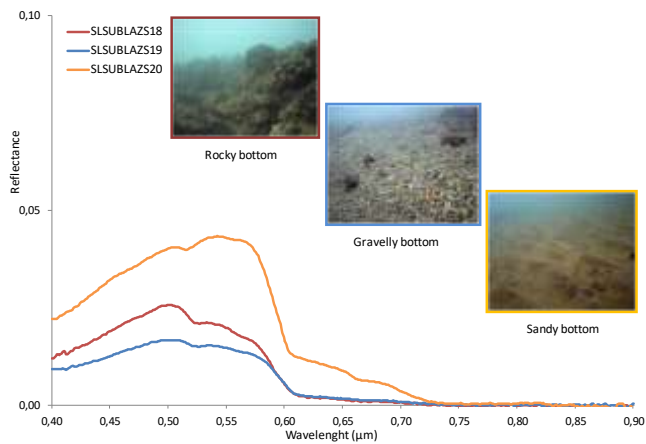 0,10
SLSUBLAZS18
SLSUBLAZS19
SLSUBLAZS20
Rocky bottom
Reflectance
0,05
Gravelly bottom
Sandy bottom
0,00
0,40 0,45 0,50 0,55 0,60 0,65 0,70 0,75 0,80 0,85 0,90
Wavelenght (µm)